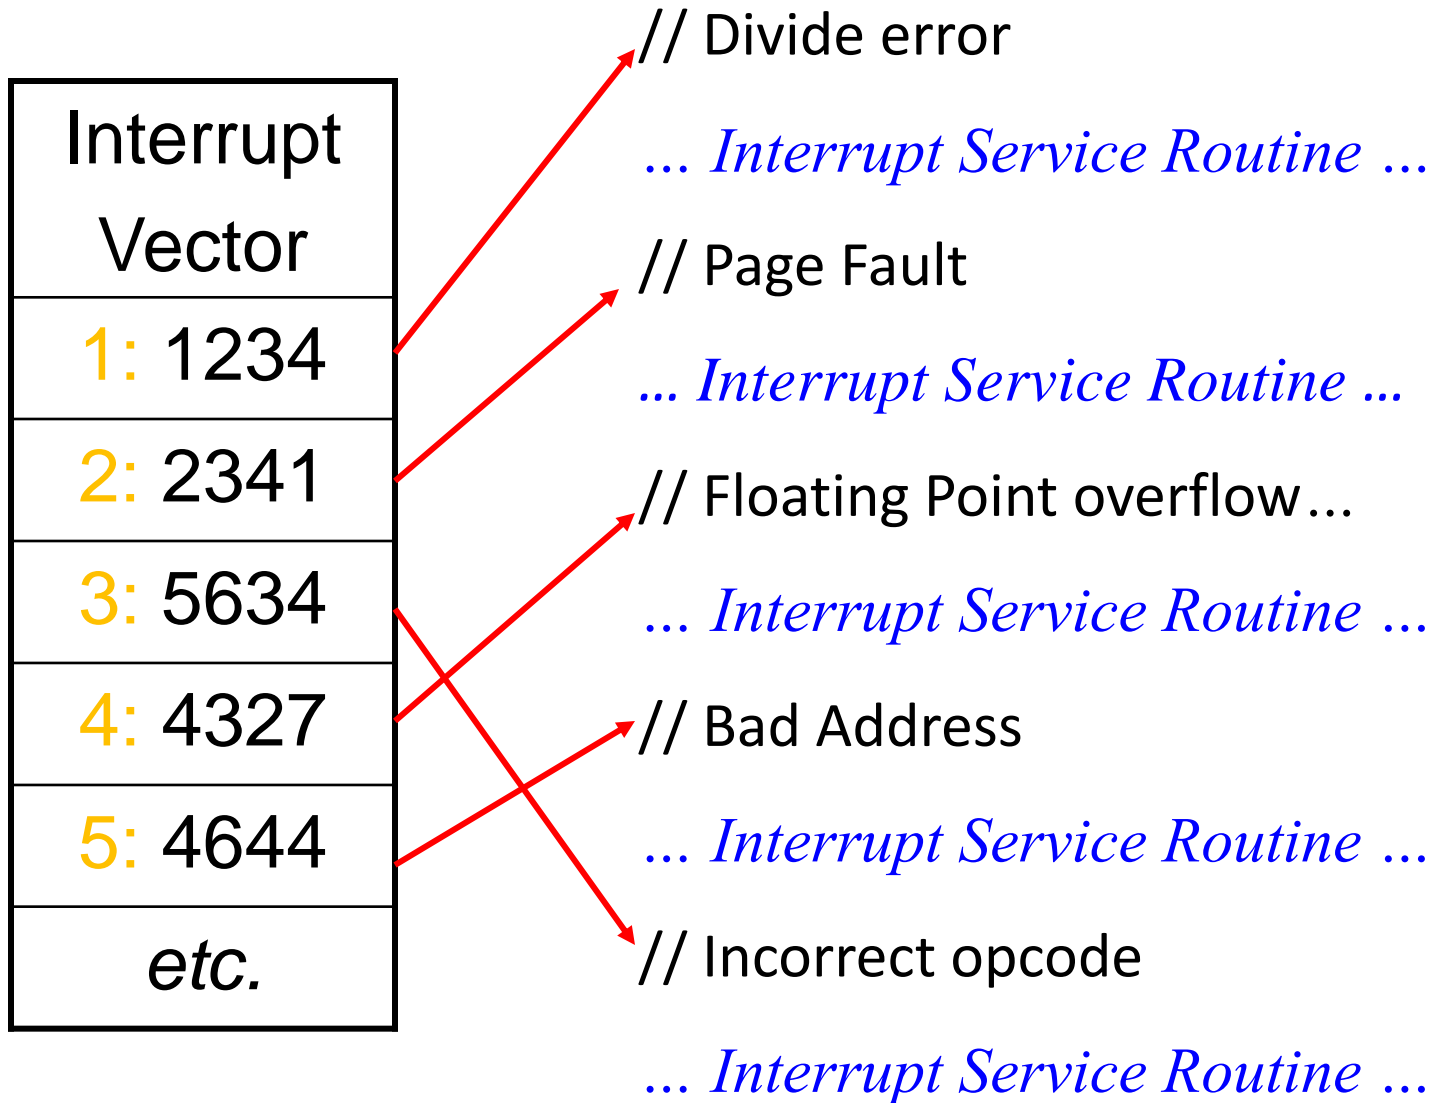 Interrupt
Vector
1: 1234
2: 2341
3: 5634
4: 4327
5: 4644
etc.
// Divide error
... Interrupt Service Routine ...
// Page Fault
... Interrupt Service Routine ...
// Floating Point overflow...
... Interrupt Service Routine ...
// Bad Address
... Interrupt Service Routine ...
// Incorrect opcode
... Interrupt Service Routine ...